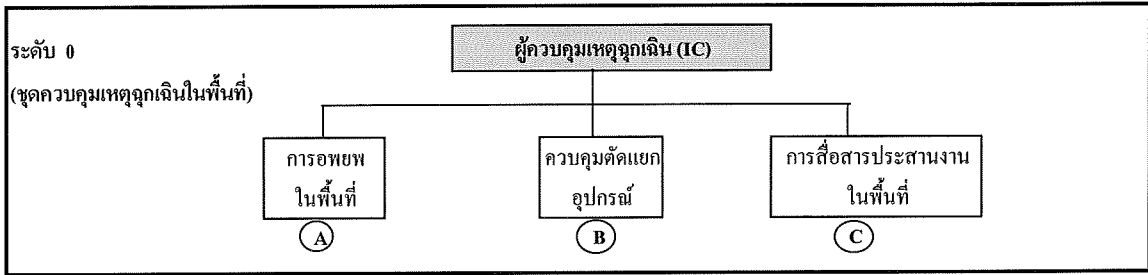 ระดับ 0
ผู้ควบคุมเหตุฉุกเฉิน (IC)
(ชุดควบคุมเหตุฉุกเฉินในพื้นที่)
การอพยพ
ในพื้นที่
ควบคุมตัดแยก
อุปกรณ์
การสื่อสารประสานงาน
ในพื้นที่
A
B
C